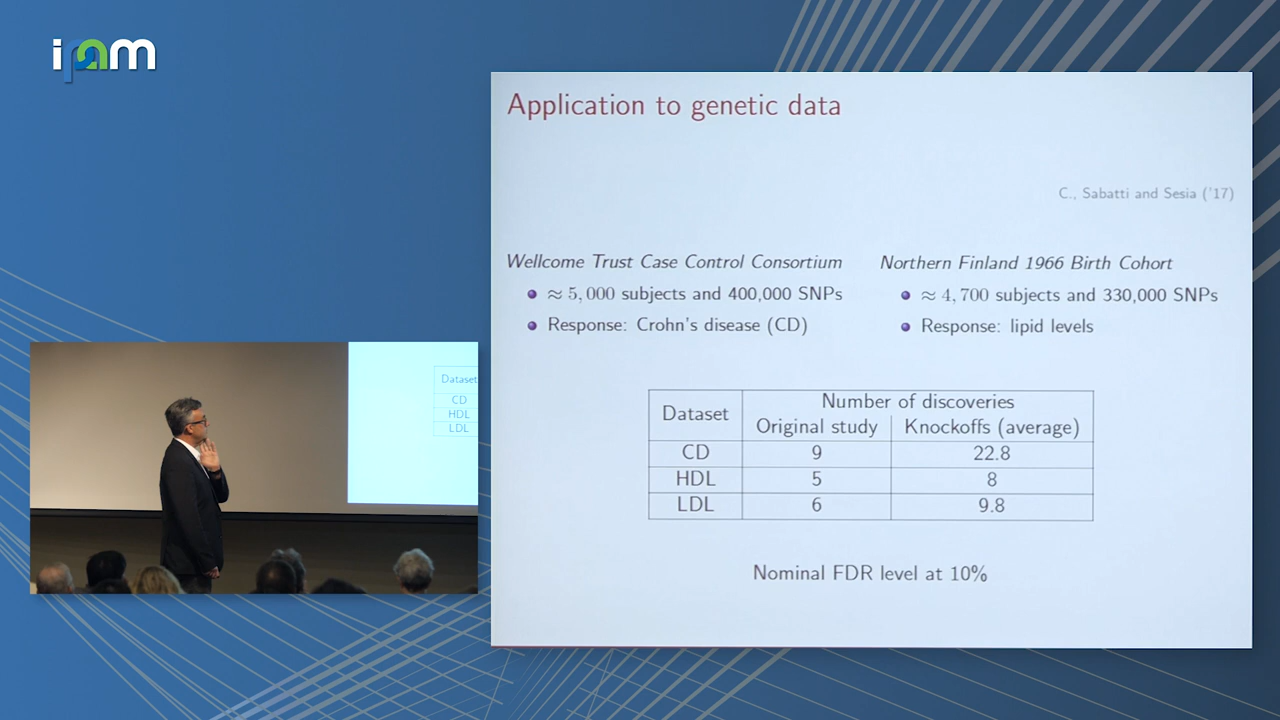 ipam
Application to genetic data
C., Sabatti and Sesia ('17)
Wellcome Trust Case Control Consortium
≈ 5,000 subjects and 400,000 SNPs
Response: Crohn's disease (CD)
Northern Finland 1966 Birth Cohort
≈ 4,700 subjects and 330,000 SNPs
Response: lipid levels
Dataset Number of discoveries
Original study Knockoffs (average)
CD 9 22.8
HDL 5 8
LDL 6 9.8
Nominal FDR level at 10%
Dataset
CD
HDL
LDL